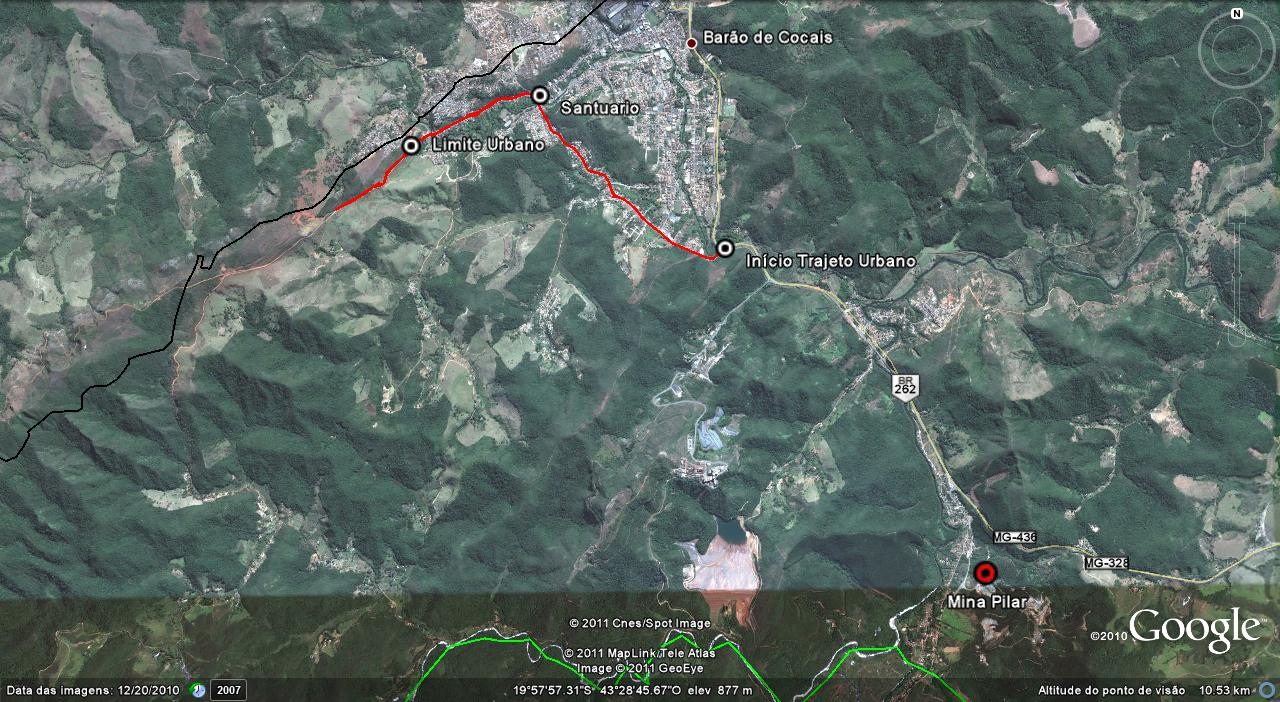 N
Barão de Cocais
Santuario
Limite Urbano
Início Trajeto Urbano
BR
262
MG-436
MG-328
Mina Pilar
© 2011 Cnes/Spot Image
© 2011 MapLink/Tele Atlas
Image © 2011 GeoEye
©2010 Google™
Data das imagens: 12/20/2010 2007
19°57'57.31"S 43°28'45.67"O elev 877 m
Altitude do ponto de visão 10.53 km